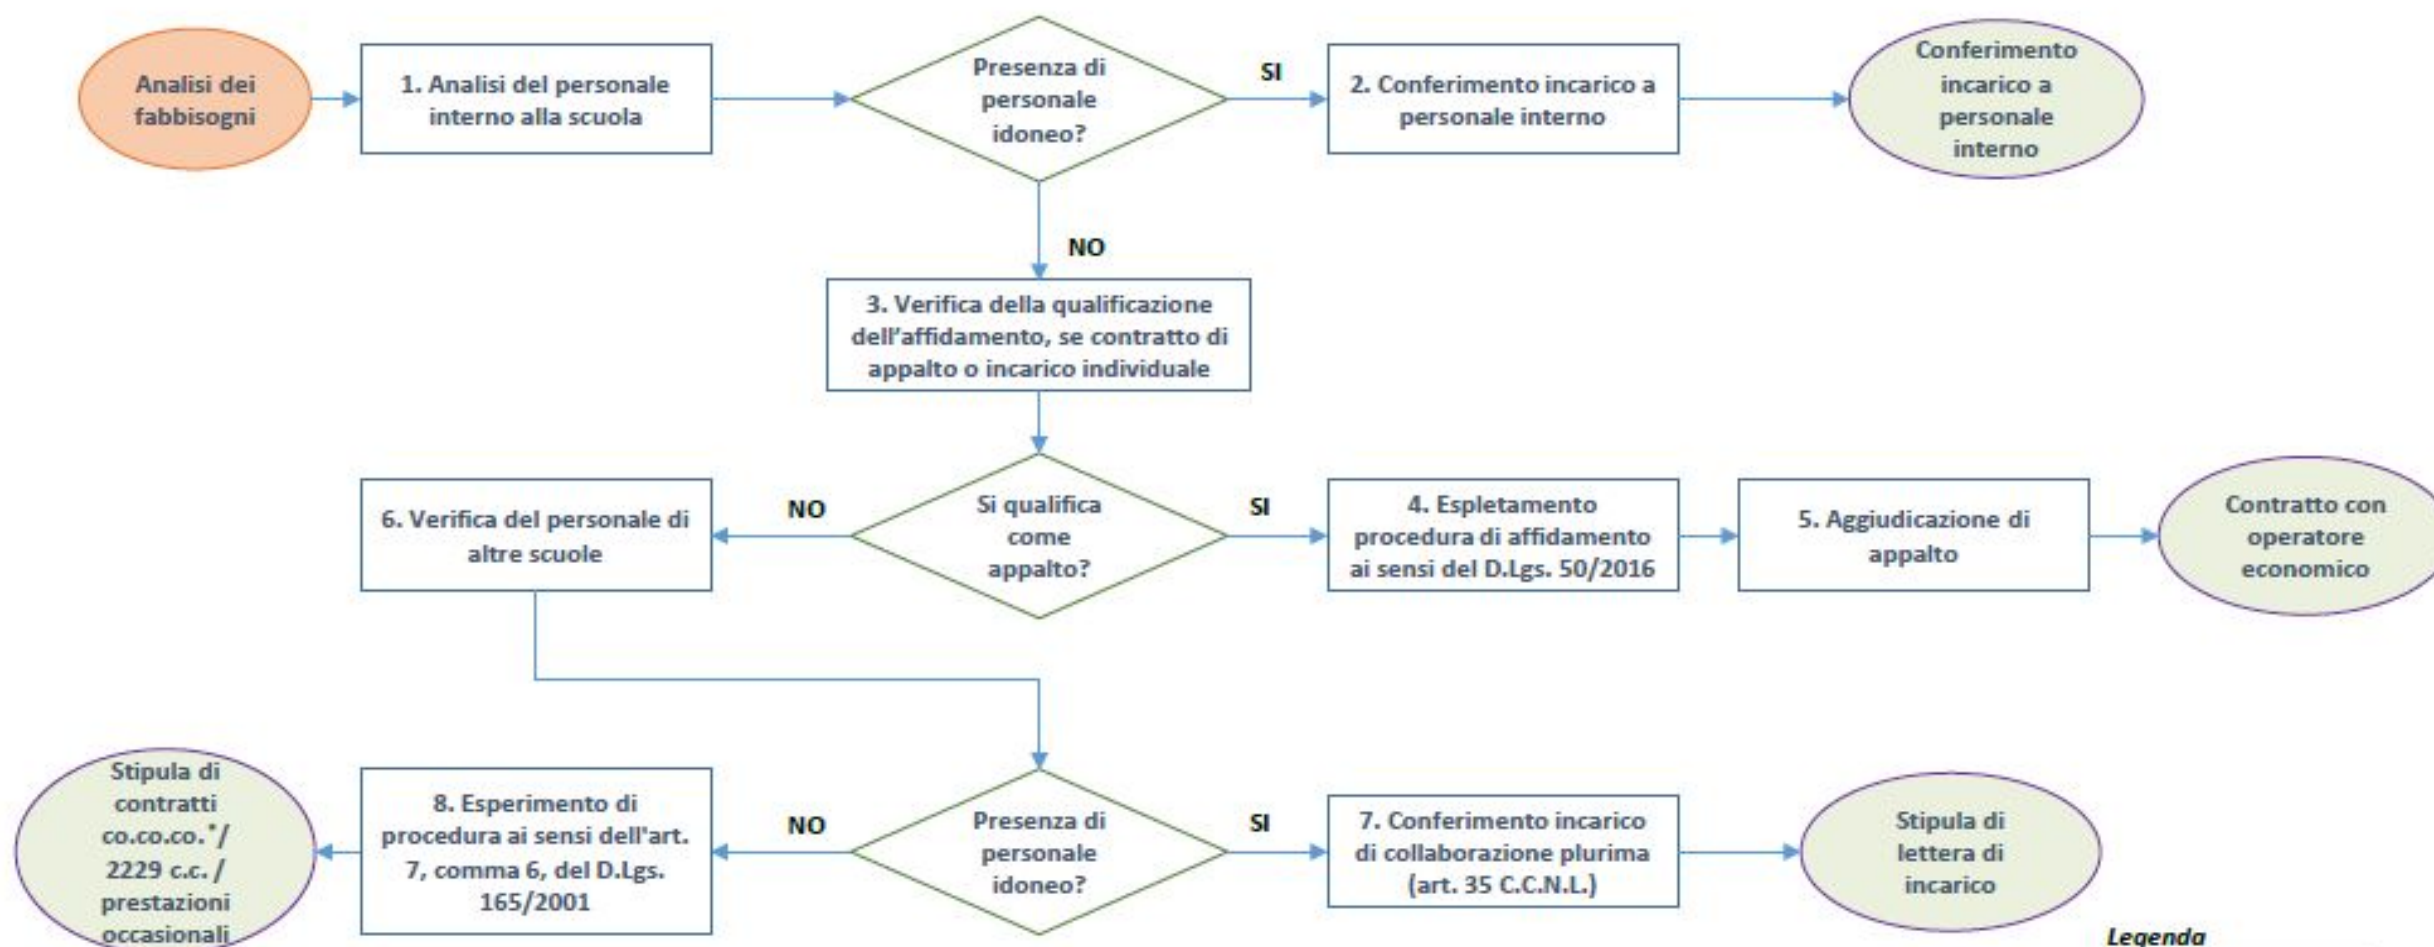 Analisi dei
fabbisogni
1. Analisi del personale
interno alla scuola
Presenza di
personale
idoneo?
SI
2. Conferimento incarico a
personale interno
Conferimento
incarico a
personale
interno
NO
3. Verifica della qualificazione
dell'affidamento, se contratto di
appalto o incarico individuale
6. Verifica del personale di
altre scuole
NO
Si qualifica
come
appalto?
SI
4. Espletamento
procedura di affidamento
ai sensi del D.Lgs. 50/2016
5. Aggiudicazione di
appalto
Contratto con
operatore
economico
Stipula di
contratti
co.co.co.*/
2229 c.c. /
prestazioni
occasionali
8. Esperimento di
procedura ai sensi dell'art.
7, comma 6, del D.Lgs.
165/2001
NO
Presenza di
personale
idoneo?
SI
7. Conferimento incarico
di collaborazione plurima
(art. 35 C.C.N.L.)
Stipula di
lettera di
incarico
Legenda